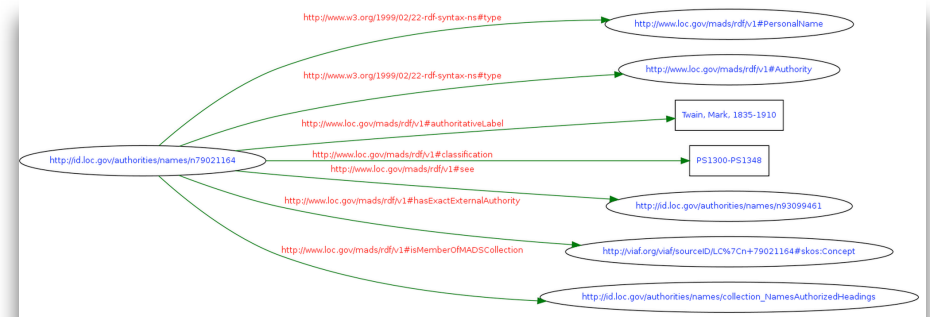 http://www.w3.org/1999/02/22-rdf-syntax-ns#type
http://www.loc.gov/mads/rdf/v1#PersonalName
http://www.w3.org/1999/02/22-rdf-syntax-ns#type
http://www.loc.gov/mads/rdf/v1#Authority
http://www.loc.gov/mads/rdf/v1#authoritativeLabel
Twain, Mark, 1835-1910
http://id.loc.gov/authorities/names/n79021164
http://www.loc.gov/mads/rdf/v1#classification
PS1300-PS1348
http://www.loc.gov/mads/rdf/v1#see
http://id.loc.gov/authorities/names/n93099461
http://www.loc.gov/mads/rdf/v1#hasExactExternalAuthority
http://viaf.org/viaf/sourceID/LC%7Cn+79021164#skos:Concept
http://www.loc.gov/mads/rdf/v1#isMemberOfMADSCollection
http://id.loc.gov/authorities/names/collection_NamesAuthorizedHeadings